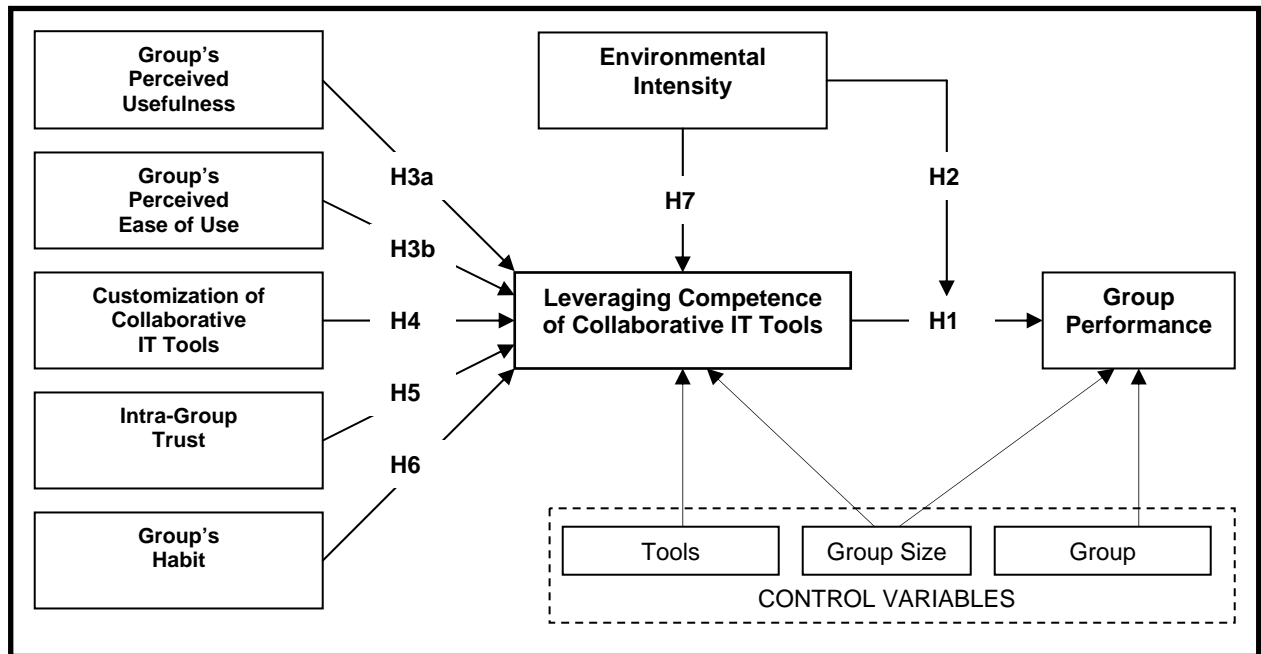 Group’s
Perceived
Usefulness
Group’s
Perceived
Ease of Use
Customization of
Collaborative
IT Tools
Intra-Group
Trust
Group’s
Habit
H3a
H3b
H4
H5
H6
Environmental
Intensity
H7
H2
Leveraging Competence
of Collaborative IT Tools
H1
Group
Performance
Tools
Group Size
Group
CONTROL VARIABLES